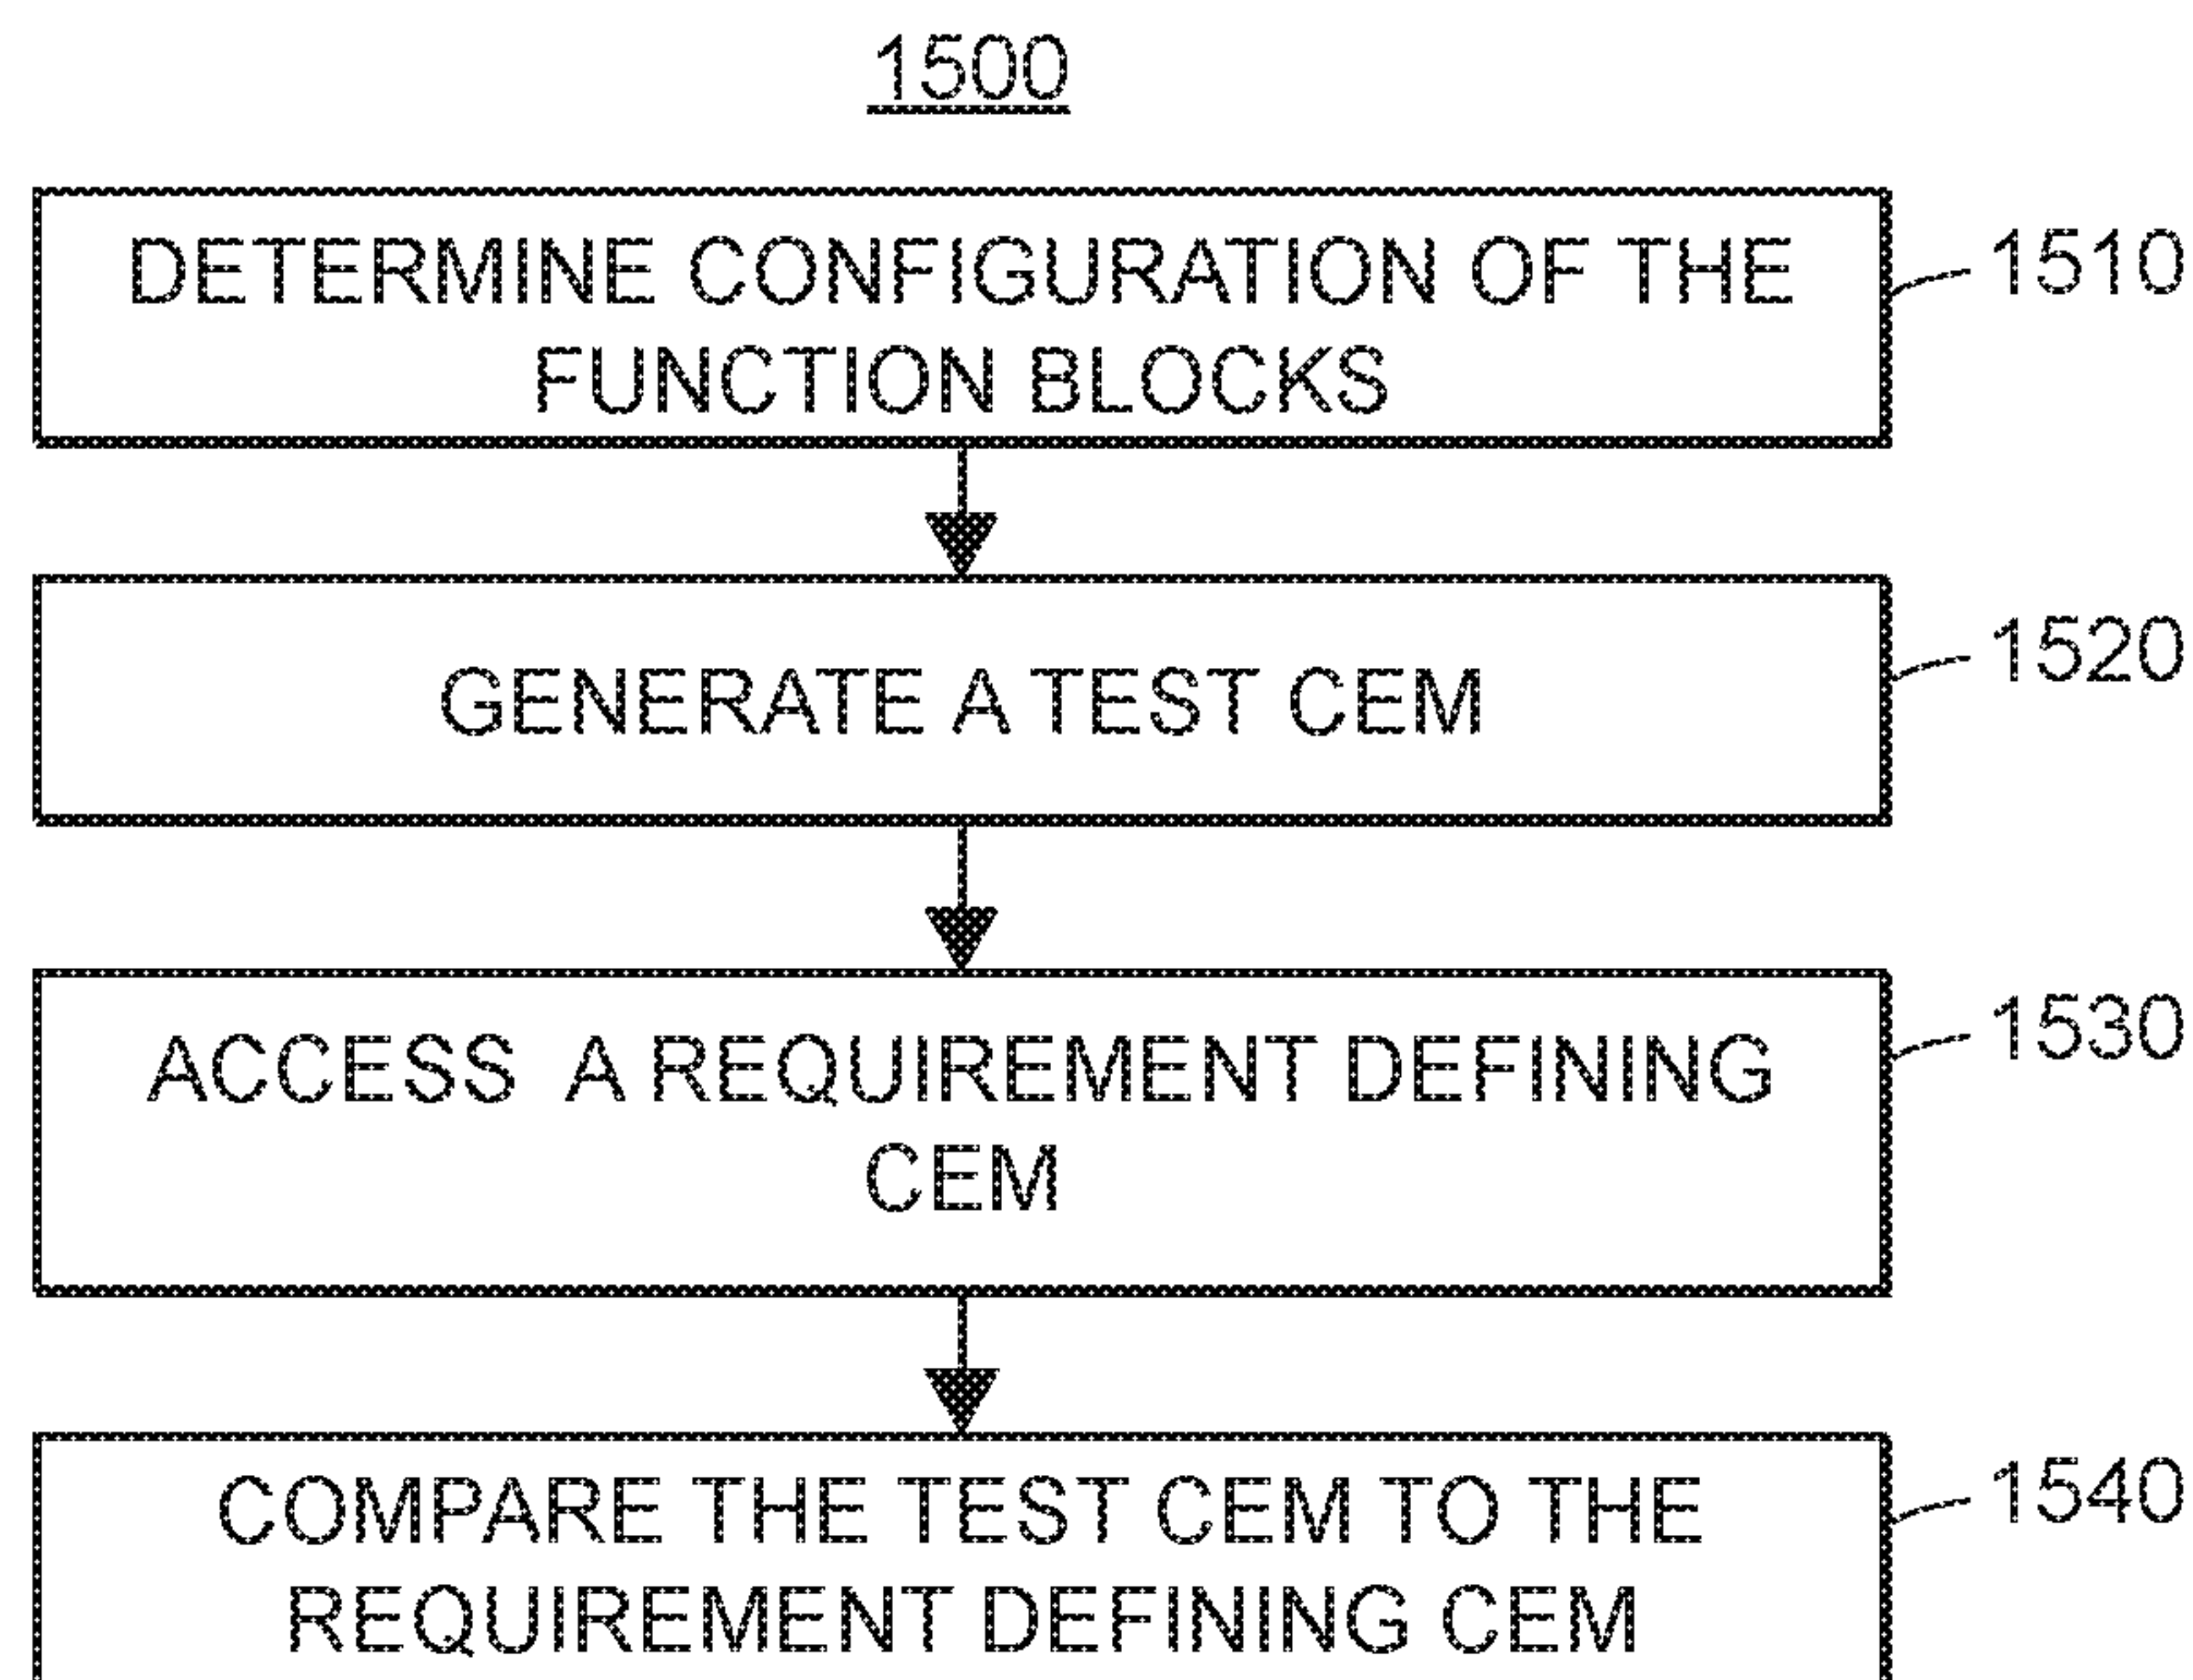 1500
DETERMINE CONFIGURATION OF THE
FUNCTION BLOCKS
1510
GENERATE A TEST CEM
1520
ACCESS A REQUIREMENT DEFINING
CEM
1530
COMPARE THE TEST CEM TO THE
REQUIREMENT DEFINING CEM
1540